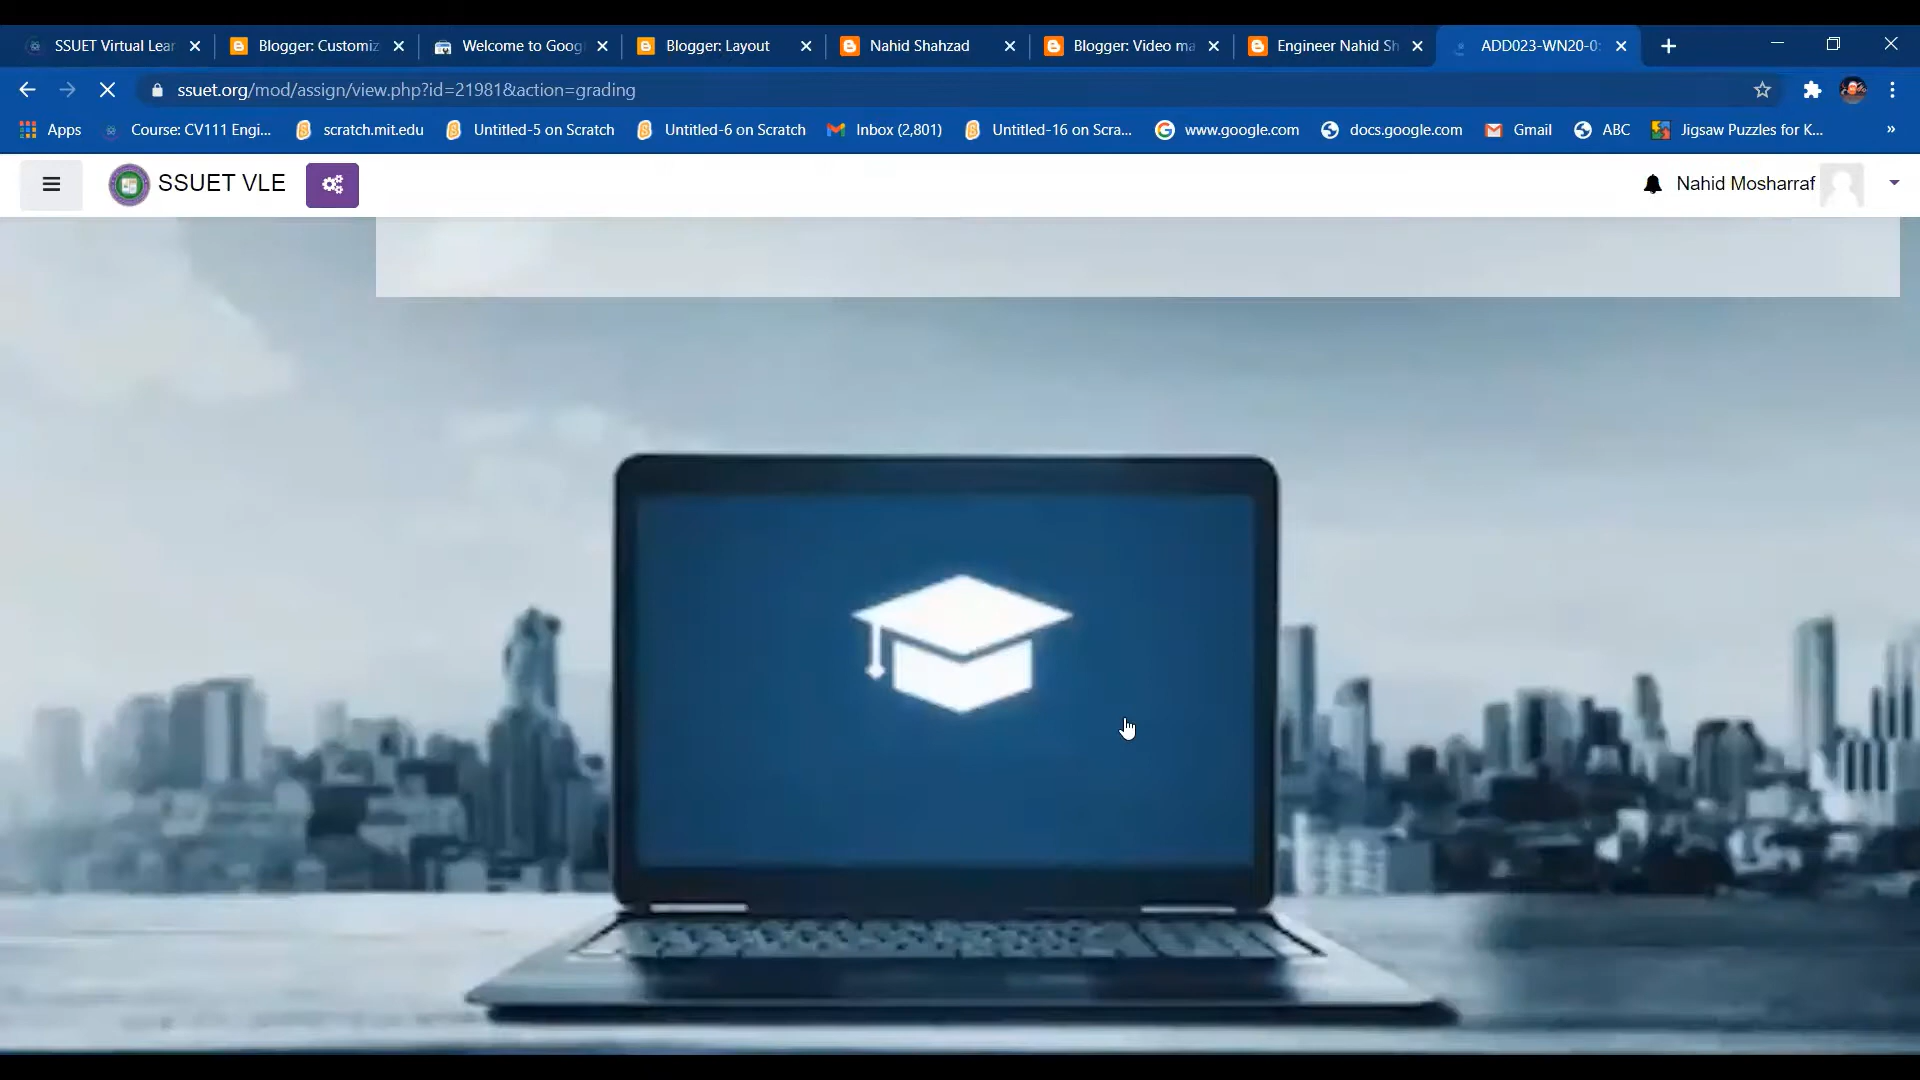 SSUET Virtual Lear
Blogger: Customiz
Welcome to Goog
Blogger: Layout
Nahid Shahzad
Blogger: Video ma
Engineer Nahid Sh
ADD023-WN20-0
ssuet.org/mod/assign/view.php?id=21981&action=grading
Apps
Course: CV111 Engi...
scratch.mit.edu
Untitled-5 on Scratch
Untitled-6 on Scratch
Inbox (2,801)
Untitled-16 on Scra...
www.google.com
docs.google.com
Gmail
ABC
Jigsaw Puzzles for K...
SSUET VLE
Nahid Mosharraf